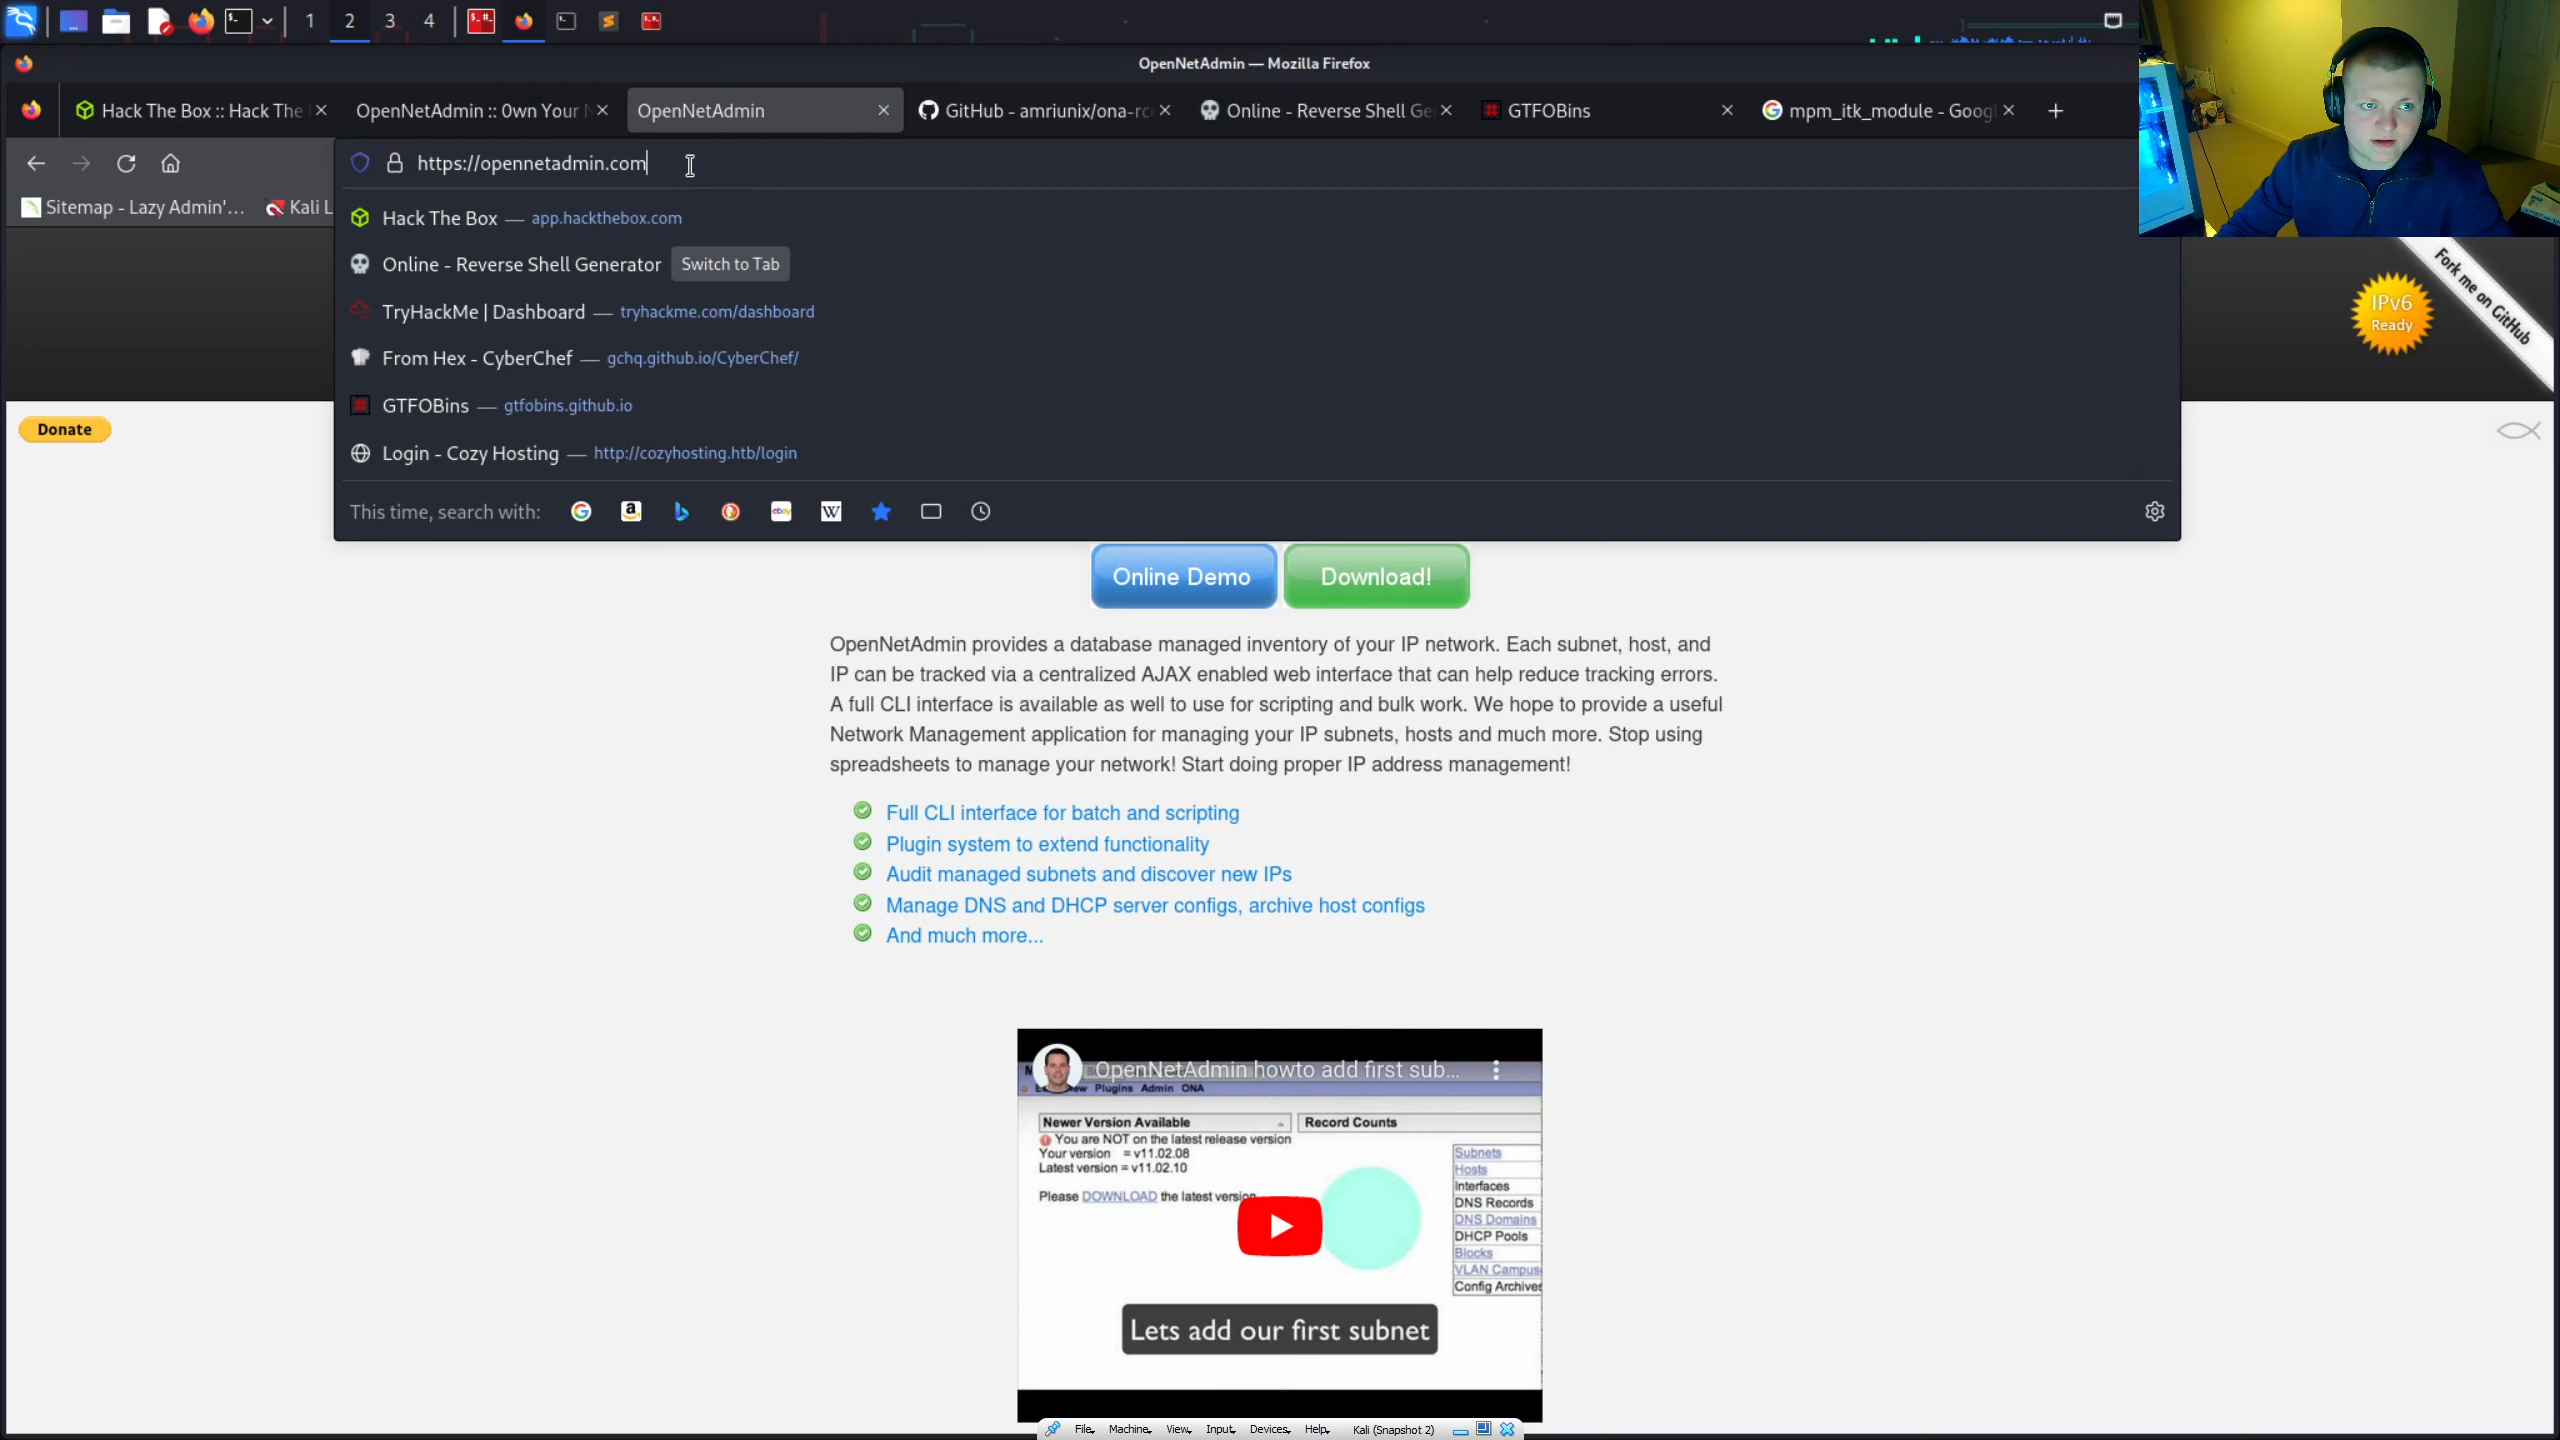 1 2 3 4
OpenNetAdmin — Mozilla Firefox
Hack The Box :: Hack The
OpenNetAdmin :: 0wn Your N
OpenNetAdmin
GitHub - amriunix/ona-rce
Online - Reverse Shell Ge
GTFOBins
mpm_itk_module - Goog
https://opennetadmin.com
Sitemap - Lazy Admin'...
Kali L
Hack The Box — app.hackthebox.com
Online - Reverse Shell Generator Switch to Tab
TryHackMe | Dashboard — tryhackme.com/dashboard
From Hex - CyberChef — gchq.github.io/CyberChef/
GTFOBins — gtfobins.github.io
Login - Cozy Hosting — http://cozyhosting.htb/login
This time, search with:
IPv6
Ready
Fork me on GitHub
Donate
Online Demo
Download!
OpenNetAdmin provides a database managed inventory of your IP network. Each subnet, host, and
IP can be tracked via a centralized AJAX enabled web interface that can help reduce tracking errors.
A full CLI interface is available as well to use for scripting and bulk work. We hope to provide a useful
Network Management application for managing your IP subnets, hosts and much more. Stop using
spreadsheets to manage your network! Start doing proper IP address management!
Full CLI interface for batch and scripting
Plugin system to extend functionality
Audit managed subnets and discover new IPs
Manage DNS and DHCP server configs, archive host configs
And much more...
OpenNetAdmin howto add first sub...
Plugins Admin ONA
Newer Version Available
Record Counts
You are NOT on the latest release version
Your version = v11.02.08
Latest version = v11.02.10
Please DOWNLOAD the latest version
Subnets
Hosts
Interfaces
DNS Records
DNS Domains
DHCP Pools
Blocks
VLAN Campus
Config Archives
Lets add our first subnet
File Machine View Input Devices Help Kali (Snapshot 2)